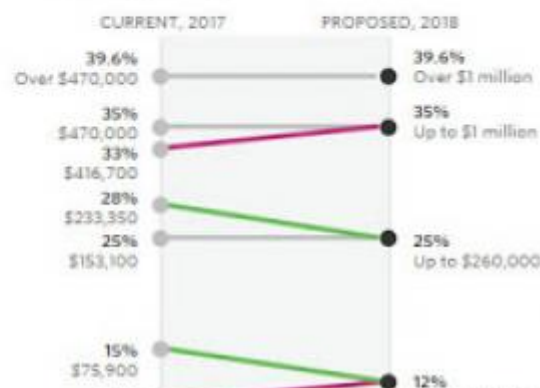 CURRENT, 2017
PROPOSED, 2018
39.6%
Over $470,000
35%
$470,000
33%
$416,700
28%
$233,350
25%
$153,100
15%
$75,900
39.6%
Over $1 million
35%
Up to $1 million
25%
Up to $260,000
12%